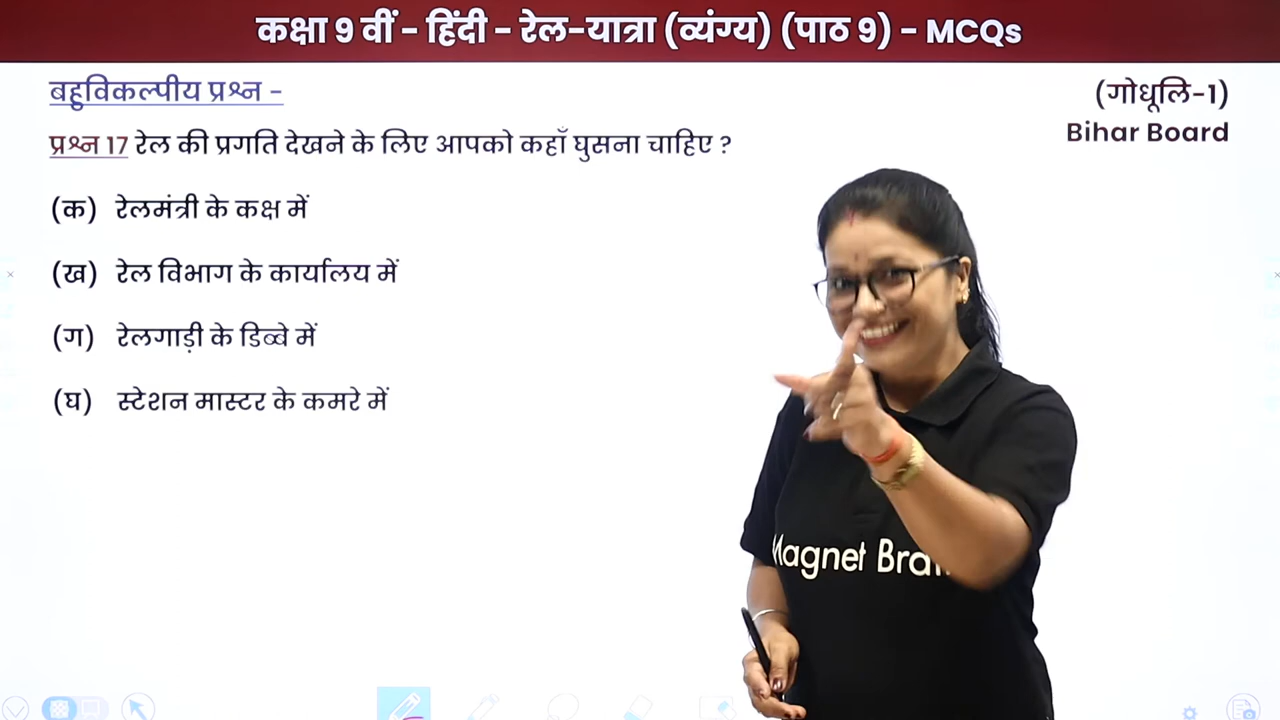 कक्षा 9 वीं - हिंदी - रेल-यात्रा (व्यंग्य) (पाठ 9) - MCQs
बहुविकल्पीय प्रश्न -
(गोधूलि-1)
Bihar Board
प्रश्न 17 रेल की प्रगति देखने के लिए आपको कहाँ घुसना चाहिए ?
(क) रेलमंत्री के कक्ष में
(ख) रेल विभाग के कार्यालय में
(ग) रेलगाड़ी के डिब्बे में
(घ) स्टेशन मास्टर के कमरे में
Magnet